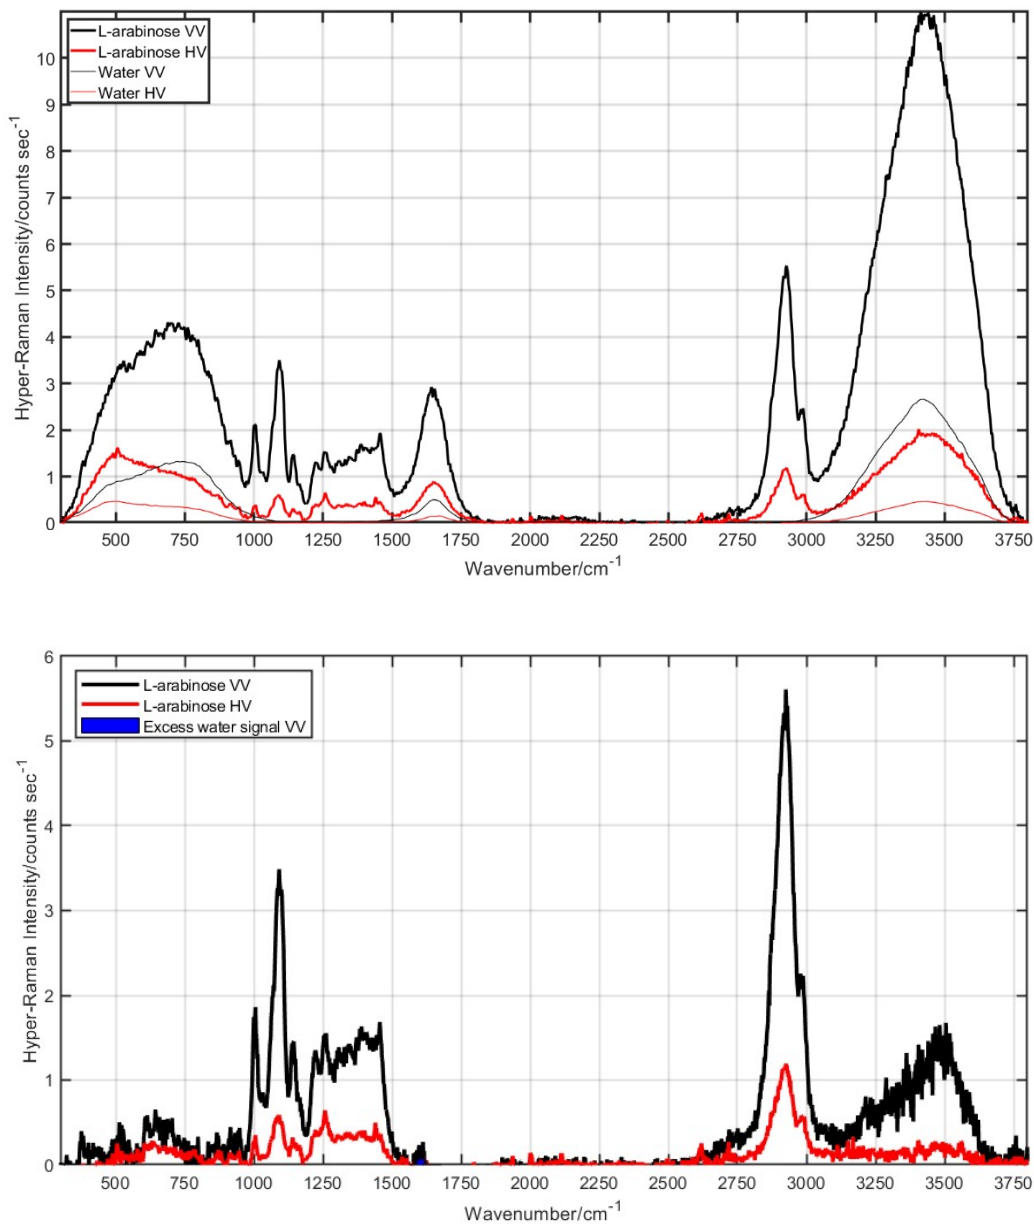 L-arabinose VV
L-arabinose HV
Water VV
Water HV
Hyper-Raman Intensity/counts sec-1
10
9
8
7
6
5
4
3
2
1
0
500 750 1000 1250 1500 1750 2000 2250 2500 2750 3000 3250 3500 3750
Wavenumber/cm-1
L-arabinose VV
L-arabinose HV
Excess water signal VV
Hyper-Raman Intensity/counts sec-1
6
5
4
3
2
1
0
500 750 1000 1250 1500 1750 2000 2250 2500 2750 3000 3250 3500 3750
Wavenumber/cm-1